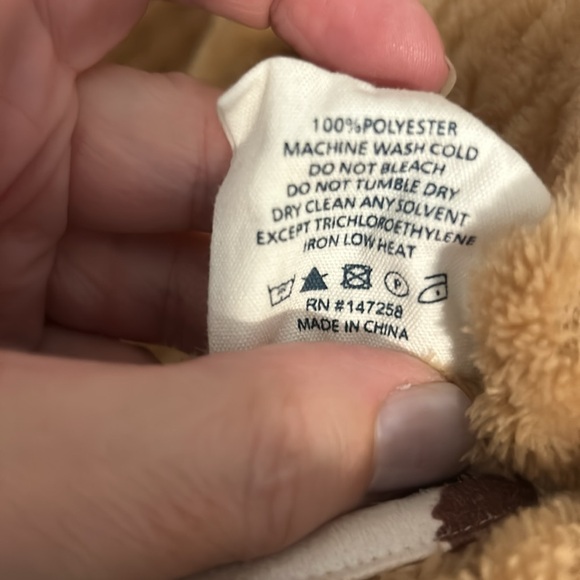 100%POLYESTER
MACHINE WASH COLD
DO NOT BLEACH
DO NOT TUMBLE DRY
DRY CLEAN ANY SOLVENT
EXCEPT TRICHLOROETHYLENE
IRON LOW HEAT
P
RN #147258
MADE IN CHINA